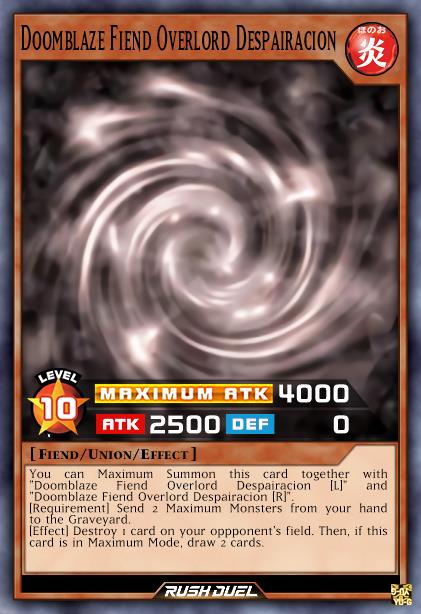 DOOMBLAZE FIEND OVERLORD DESPAIRACION
ほのお
炎
LEVEL
10
MAXIMUM ATK 4000
ATK 2500 DEF 0
[FIEND/UNION/EFFECT]
You can Maximum Summon this card together with
"Doomblaze Fiend Overlord Despairacion [L]" and
"Doomblaze Fiend Overlord Despairacion [R]".
[Requirement] Send 2 Maximum Monsters from your hand
to the Graveyard.
[Effect] Destroy 1 card on your oppponent's field. Then, if this
card is in Maximum Mode, draw 2 cards.
RUSH DUEL